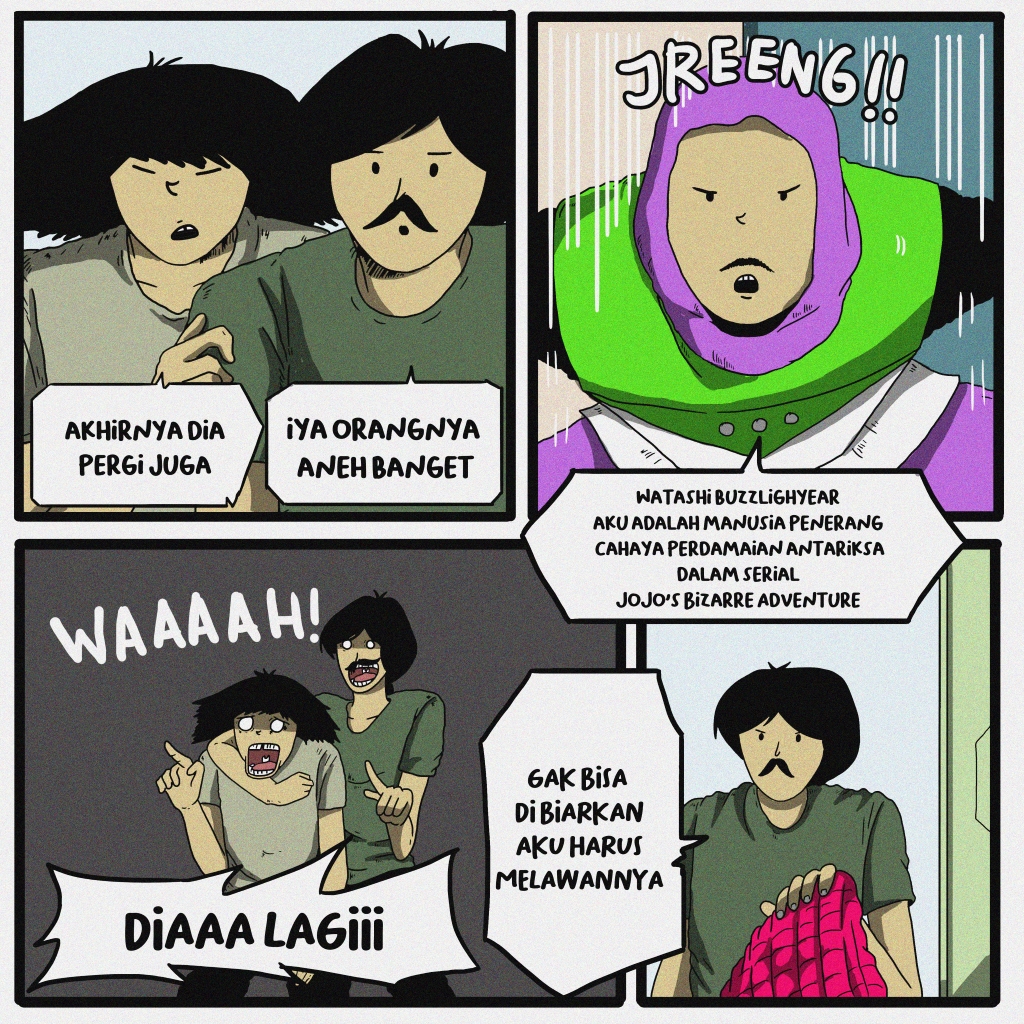 AKHIRNYA DIA
PERGI JUGA
IYA ORANGNYA
ANEH BANGET
JREENG!!
WATASHI BUZZLIGHYEAR
AKU ADALAH MANUSIA PENERANG
CAHAYA PERDAMAIAN ANTARIKSA
DALAM SERIAL
JOJO'S BIZARRE ADVENTURE
WAAAAH!
DIAAA LAGIII
GAK BISA
DI BIARKAN
AKU HARUS
MELAWANNYA